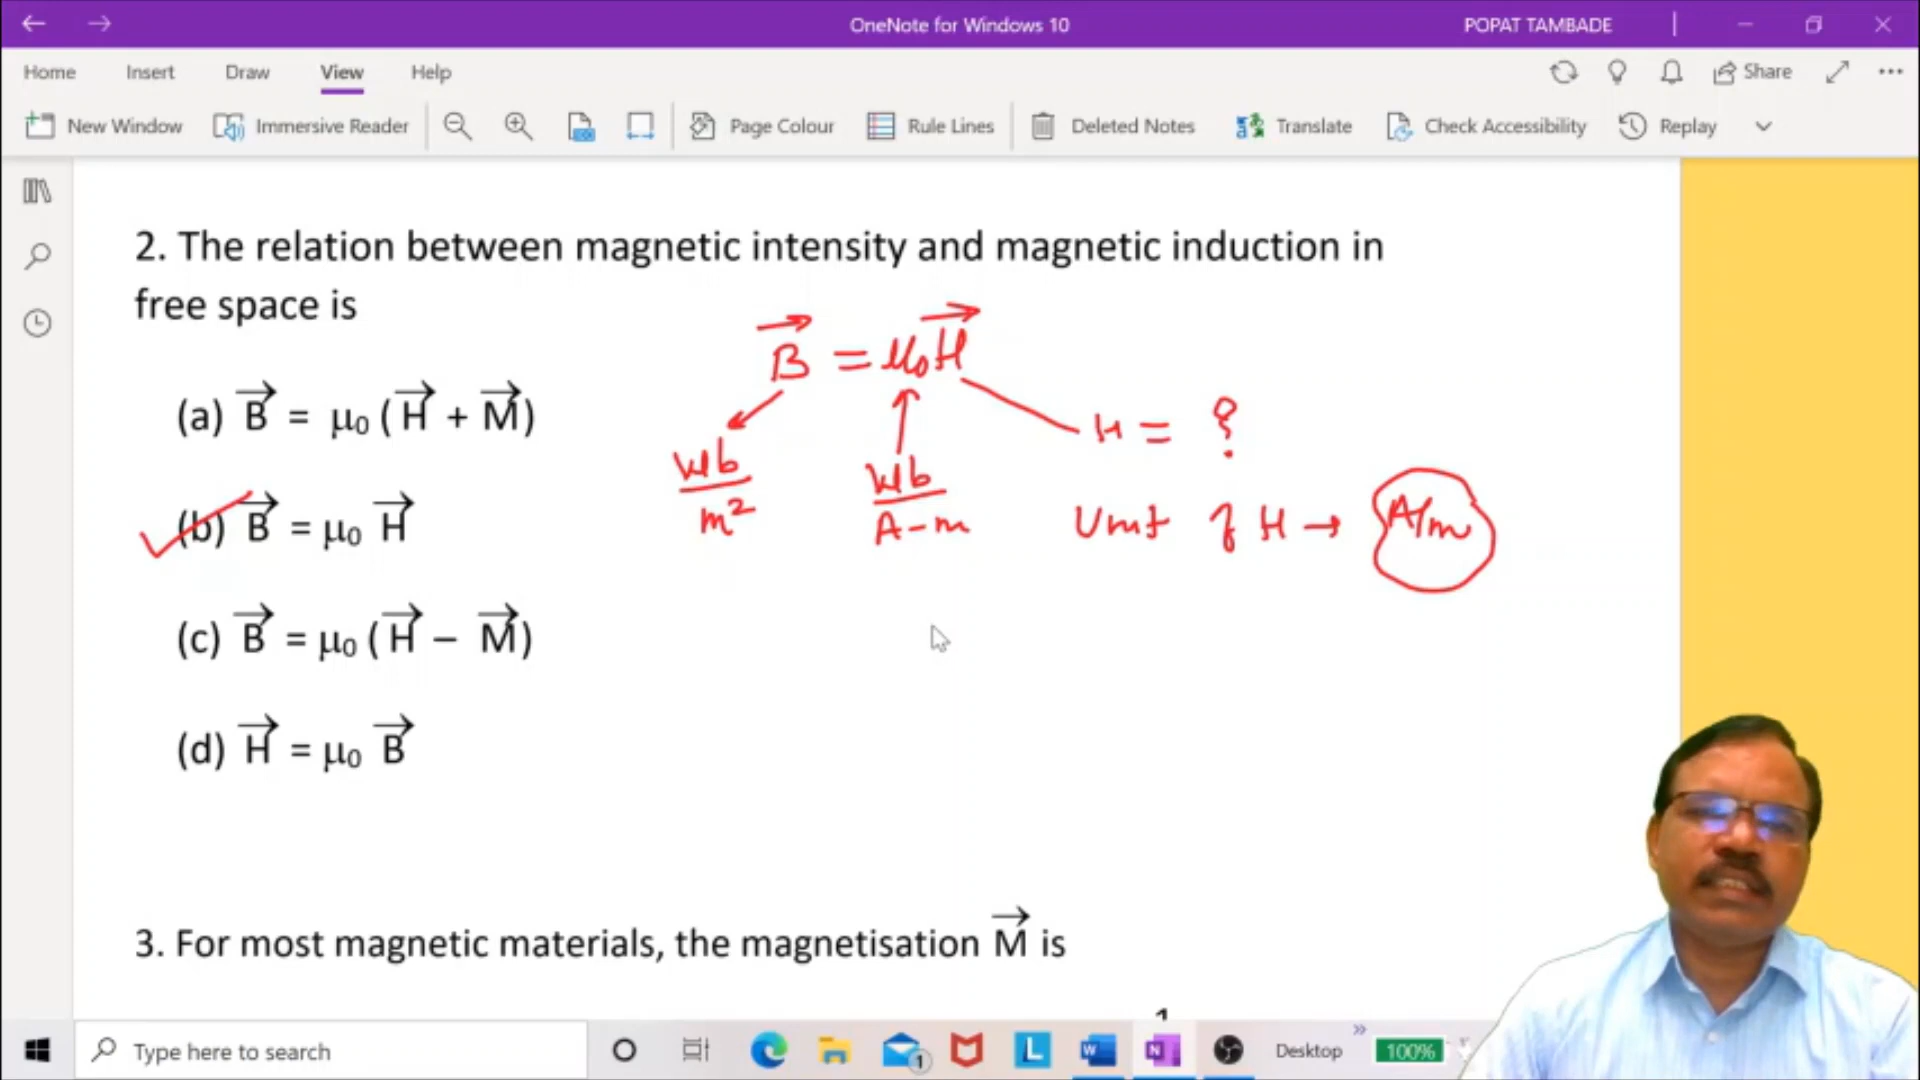 OneNote for Windows 10 POPAT TAMBADE
Home Insert Draw View Help Share
New Window Immersive Reader Page Colour Rule Lines Deleted Notes Translate Check Accessibility Replay
2. The relation between magnetic intensity and magnetic induction in
free space is
B⃗ = μ₀H⃗
(a) B⃗ = μ₀ (H⃗ + M⃗)
H = ?
Wb/m² Wb/A-m
(b) B⃗ = μ₀ H⃗
Unit of H → A/m
(c) B⃗ = μ₀ (H⃗ – M⃗)
(d) H⃗ = μ₀ B⃗
3. For most magnetic materials, the magnetisation M⃗ is
Type here to search 1 L W N Desktop 100%